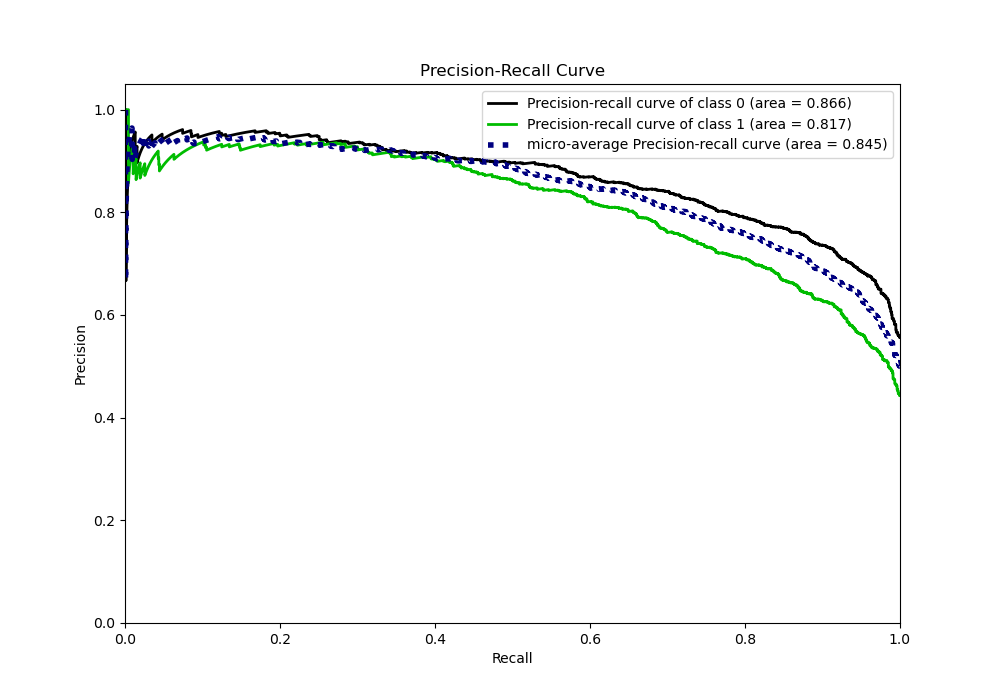 Precision-Recall Curve
Precision-recall curve of class 0 (area = 0.866)
Precision-recall curve of class 1 (area = 0.817)
micro-average Precision-recall curve (area = 0.845)
1.0
0.8
0.6
0.4
0.2
0.0
Precision
0.0 0.2 0.4 0.6 0.8 1.0
Recall